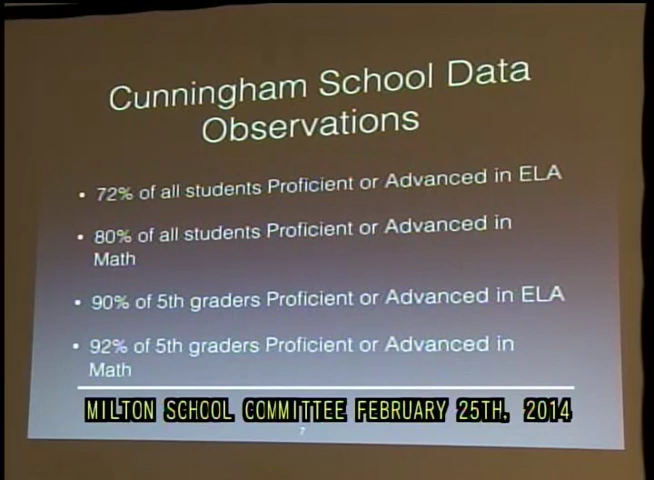 Cunningham School Data
Observations
• 72% of all students Proficient or Advanced in ELA
• 80% of all students Proficient or Advanced in
Math
• 90% of 5th graders Proficient or Advanced in ELA
• 92% of 5th graders Proficient or Advanced in
Math
MILTON SCHOOL COMMITTEE FEBRUARY 25TH, 2014
7